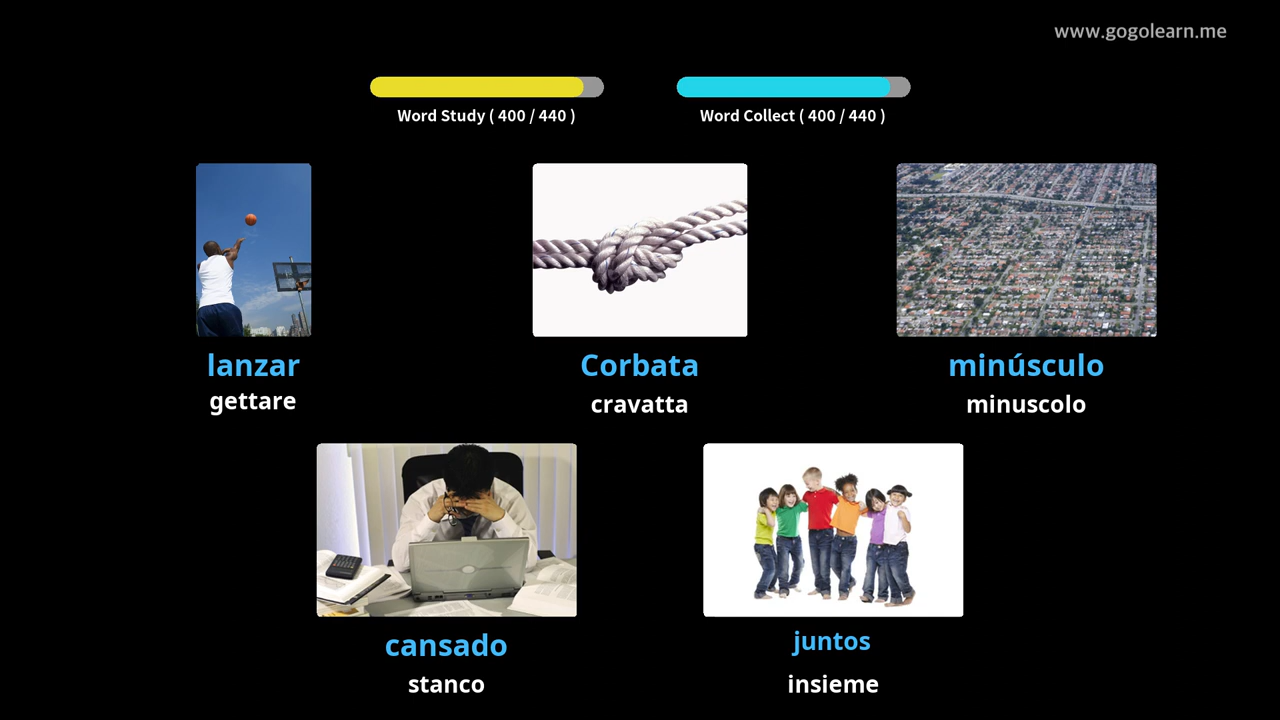 www.gogolearn.me
Word Study ( 400 / 440 )
Word Collect ( 400 / 440 )
lanzar
gettare
Corbata
cravatta
minúsculo
minuscolo
cansado
stanco
juntos
insieme